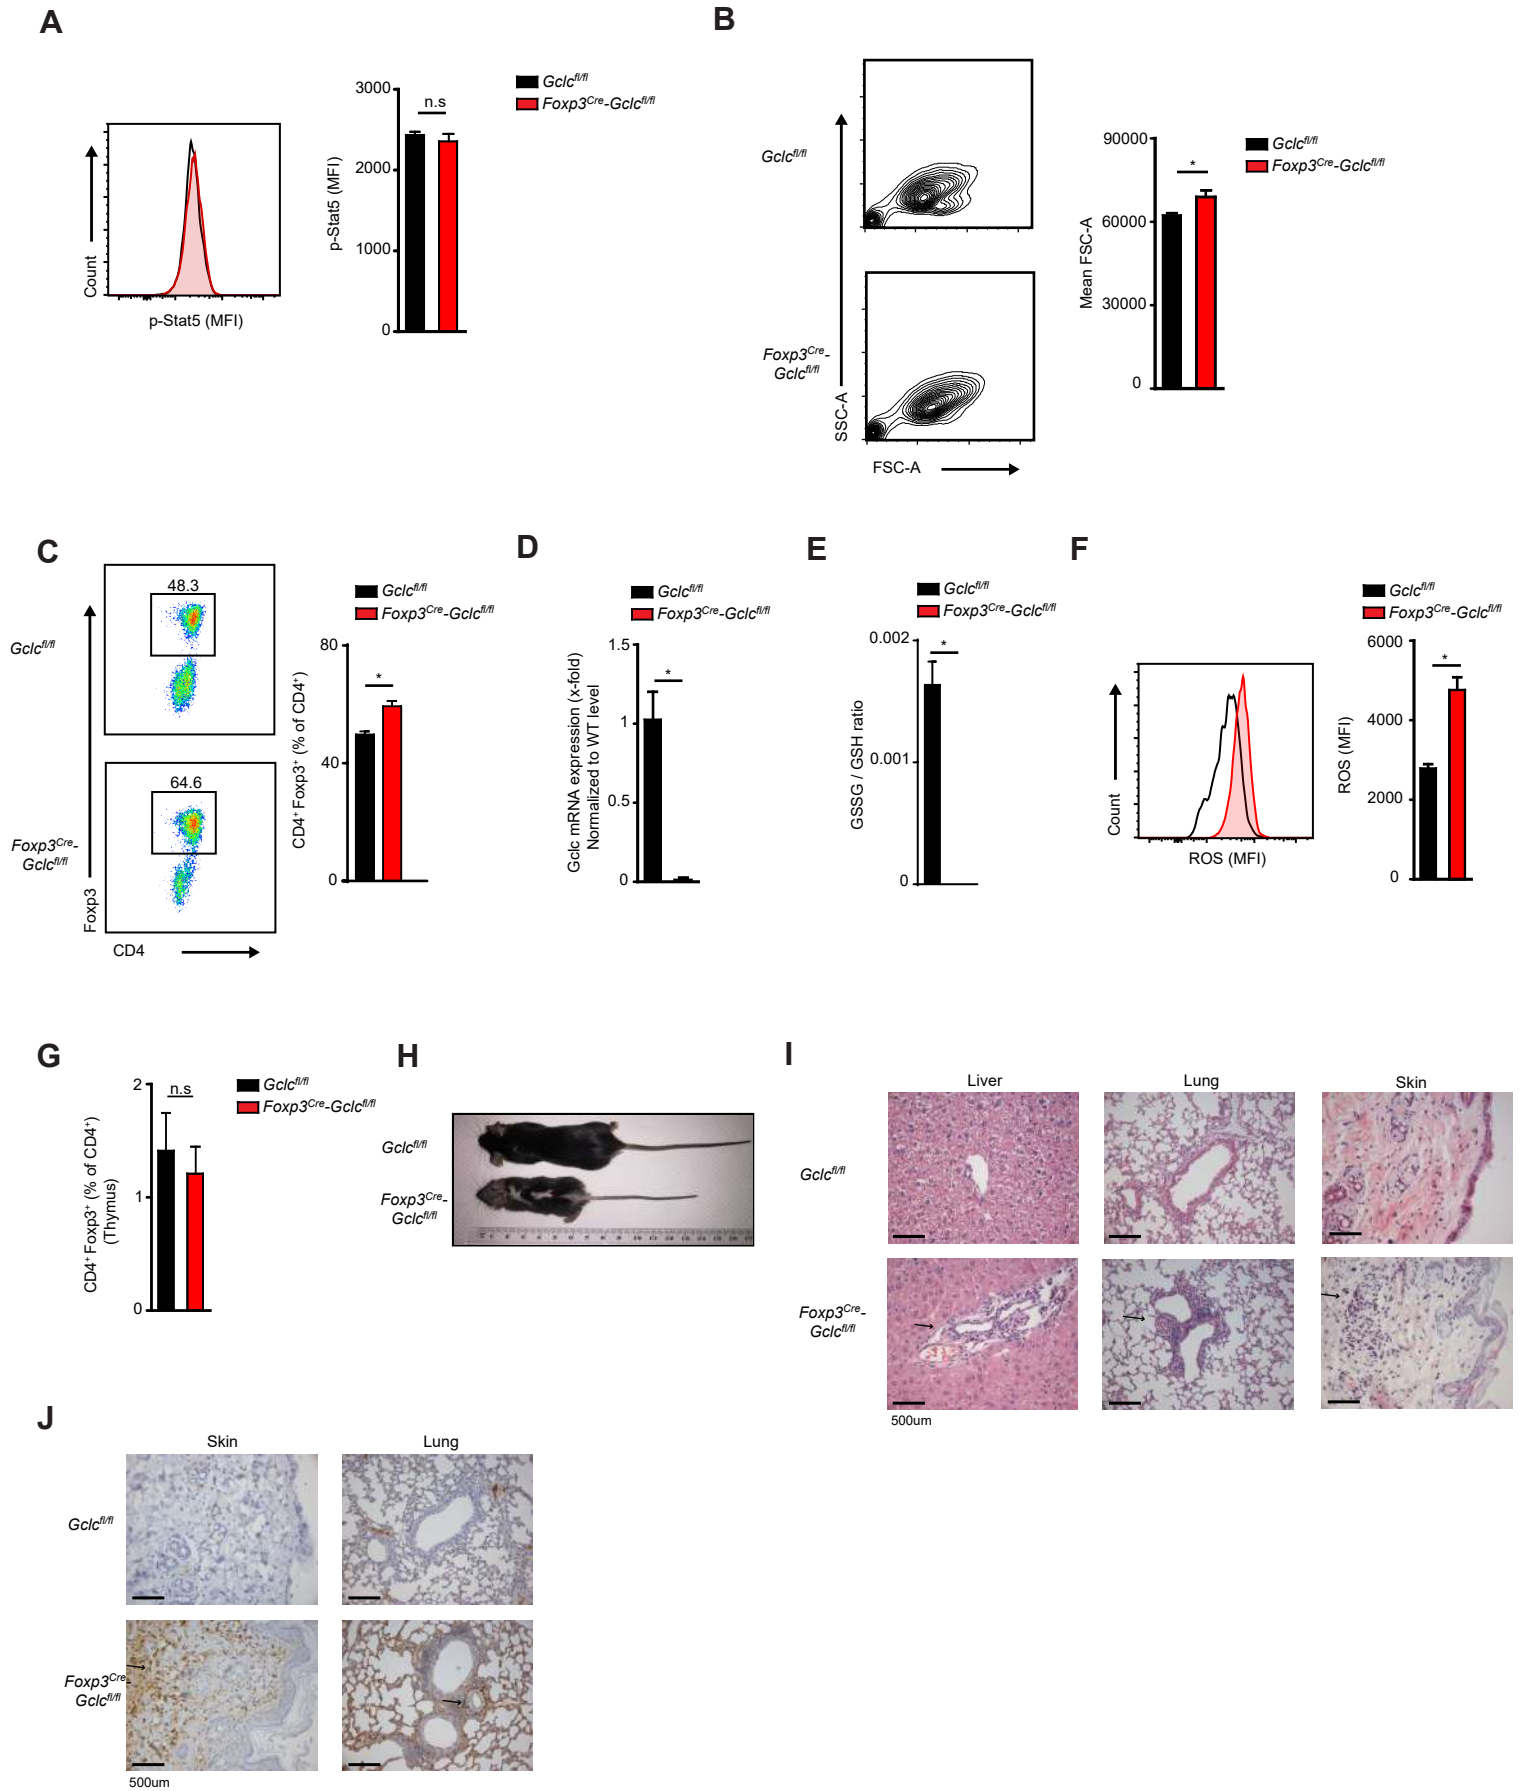 A
3000
2000
1000
0
n.s
p-Stat5 (MFI)
Gclcfl/fl
Foxp3Cre-Gclcfl/fl
Count
p-Stat5 (MFI)
B
Gclcfl/fl
Foxp3Cre-
Gclcfl/fl
SSC-A
FSC-A
90000
60000
30000
0
*
Mean FSC-A
Gclcfl/fl
Foxp3Cre-Gclcfl/fl
C
48.3
64.6
Gclcfl/fl
Foxp3Cre-
Gclcfl/fl
Foxp3
CD4
Gclcfl/fl
Foxp3Cre-Gclcfl/fl
80
40
0
*
CD4+ Foxp3+ (% of CD4+)
D
Gclcfl/fl
Foxp3Cre-Gclcfl/fl
1.5
1
0.5
0
*
Gclc mRNA expression (x-fold)
Normalized to WT level
E
Gclcfl/fl
Foxp3Cre-Gclcfl/fl
0.002
0.001
0
*
GSSG / GSH ratio
F
Count
ROS (MFI)
Gclcfl/fl
Foxp3Cre-Gclcfl/fl
6000
4000
2000
0
*
ROS (MFI)
G
2
1
0
n.s
CD4+ Foxp3+ (% of CD4+)
(Thymus)
Gclcfl/fl
Foxp3Cre-Gclcfl/fl
H
Gclcfl/fl
Foxp3Cre-
Gclcfl/fl
I
Liver
Lung
Skin
Gclcfl/fl
Foxp3Cre-
Gclcfl/fl
500um
J
Skin
Lung
Gclcfl/fl
Foxp3Cre-
Gclcfl/fl
500um